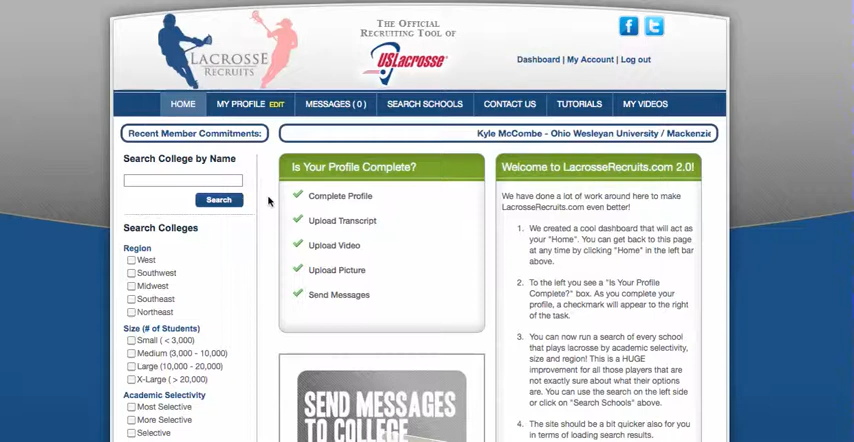 LACROSSE
RECRUITS
THE OFFICIAL
RECRUITING TOOL OF
USLacrosse
f
t
Dashboard | My Account | Log out
HOME
MY PROFILE EDIT
MESSAGES ( 0 )
SEARCH SCHOOLS
CONTACT US
TUTORIALS
MY VIDEOS
Recent Member Commitments:
Kyle McCombe - Ohio Wesleyan University / Mackenzie
Search College by Name
Search
Search Colleges
Region
West
Southwest
Midwest
Southeast
Northeast
Size (# of Students)
Small ( < 3,000)
Medium (3,000 - 10,000)
Large (10,000 - 20,000)
X-Large ( > 20,000)
Academic Selectivity
Most Selective
More Selective
Selective
Is Your Profile Complete?
Complete Profile
Upload Transcript
Upload Video
Upload Picture
Send Messages
SEND MESSAGES
TO COLLEGE
Welcome to LacrosseRecruits.com 2.0!
We have done a lot of work around here to make
LacrosseRecruits.com even better!
1. We created a cool dashboard that will act as
your "Home". You can get back to this page
at any time by clicking "Home" in the left bar
above.
2. To the left you see a "Is Your Profile
Complete?" box. As you complete your
profile, a checkmark will appear to the right
of the task.
3. You can now run a search of every school
that plays lacrosse by academic selectivity,
size and region! This is a HUGE
improvement for all those players that are
not exactly sure about what their options
are. You can use the search on the left side
or click on "Search Schools" above.
4. The site should be a bit quicker also for you
in terms of loading search results.